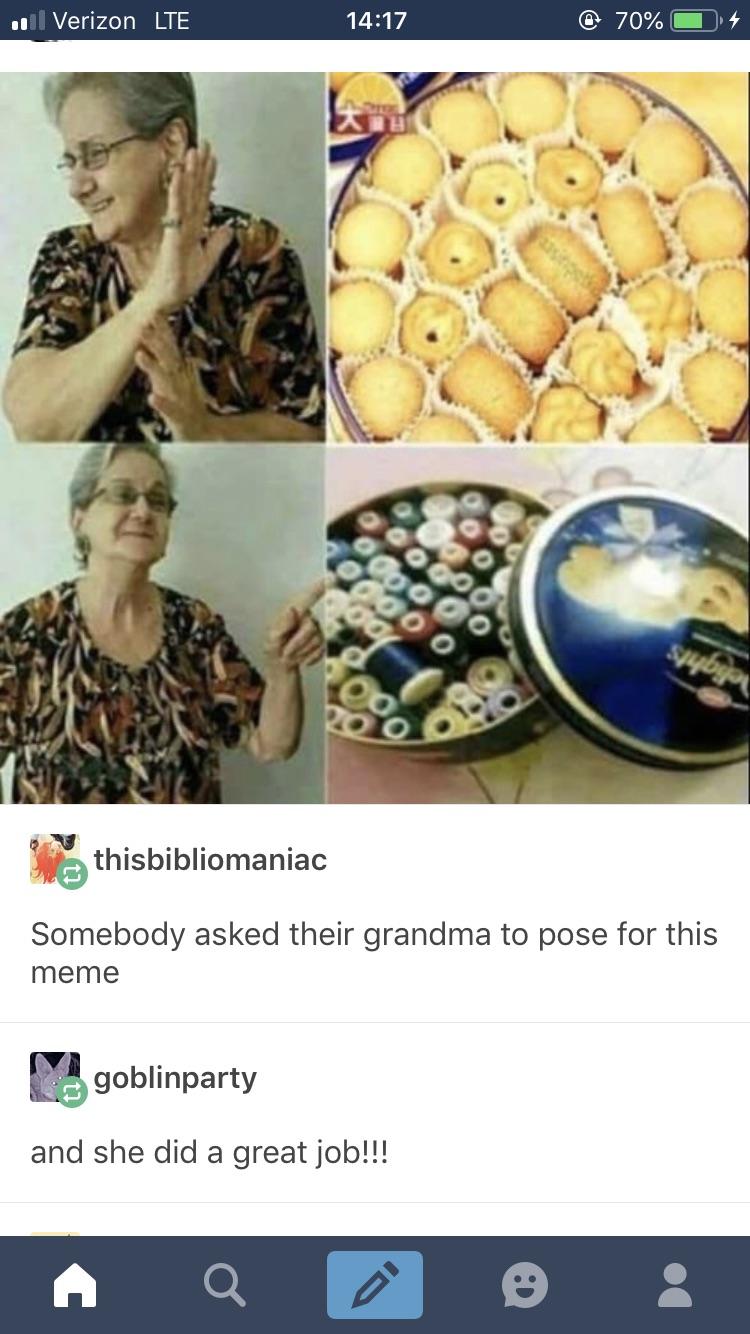 Verizon LTE 14:17 70%
thisbibliomaniac
Somebody asked their grandma to pose for this
meme
goblinparty
and she did a great job!!!